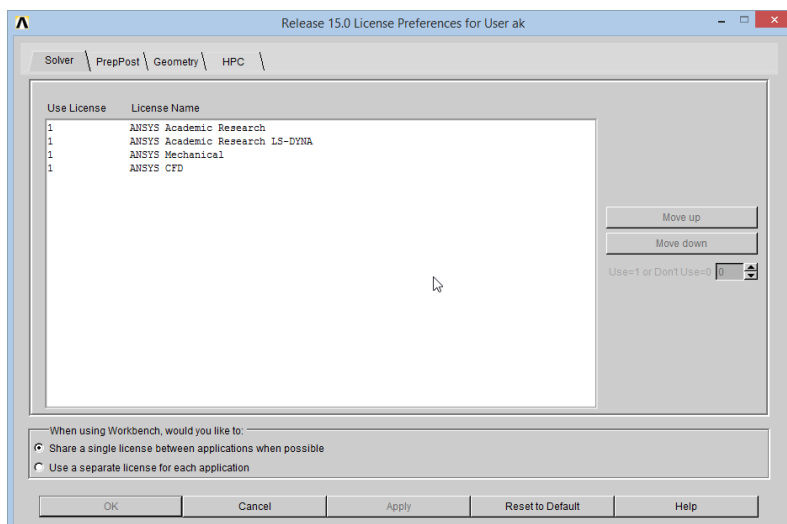 Release 15.0 License Preferences for User ak
Solver PrepPost Geometry HPC
Use License License Name
1 ANSYS Academic Research
1 ANSYS Academic Research LS-DYNA
1 ANSYS Mechanical
1 ANSYS CFD
Move up
Move down
Use=1 or Don't Use=0 0
When using Workbench, would you like to:
Share a single license between applications when possible
Use a separate license for each application
OK Cancel Apply Reset to Default Help